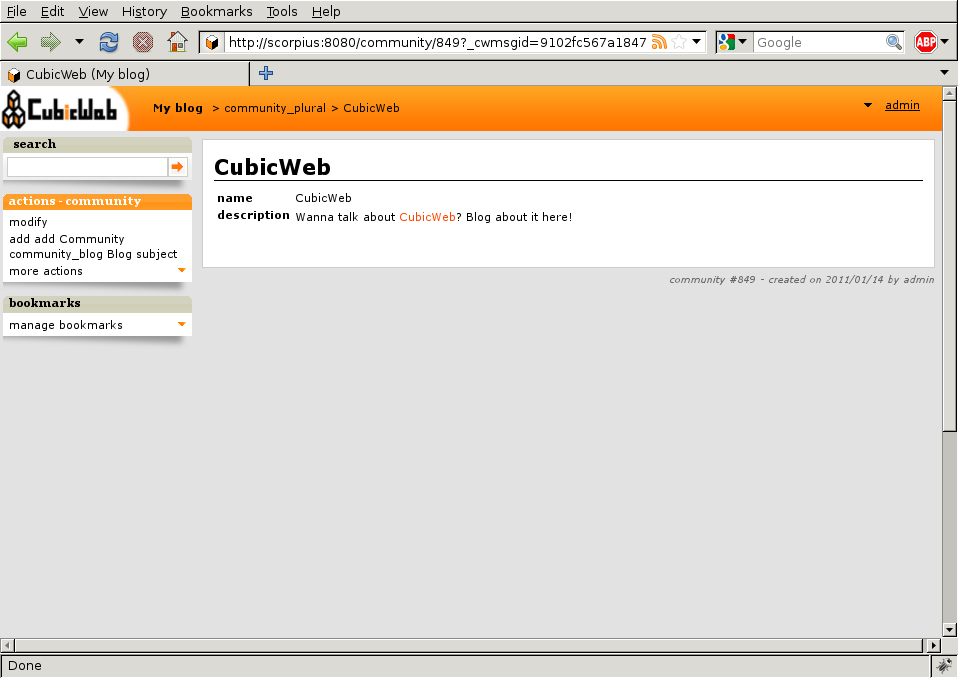 File Edit View History Bookmarks Tools Help
http://scorpius:8080/community/849?_cwmsgid=9102fc567a1847 Google ABP
CubicWeb (My blog)
CubicWeb My blog > community_plural > CubicWeb admin
search
actions - community
modify
add add Community
community_blog Blog subject
more actions
bookmarks
manage bookmarks
CubicWeb
name CubicWeb
description Wanna talk about CubicWeb? Blog about it here!
community #849 - created on 2011/01/14 by admin
Done